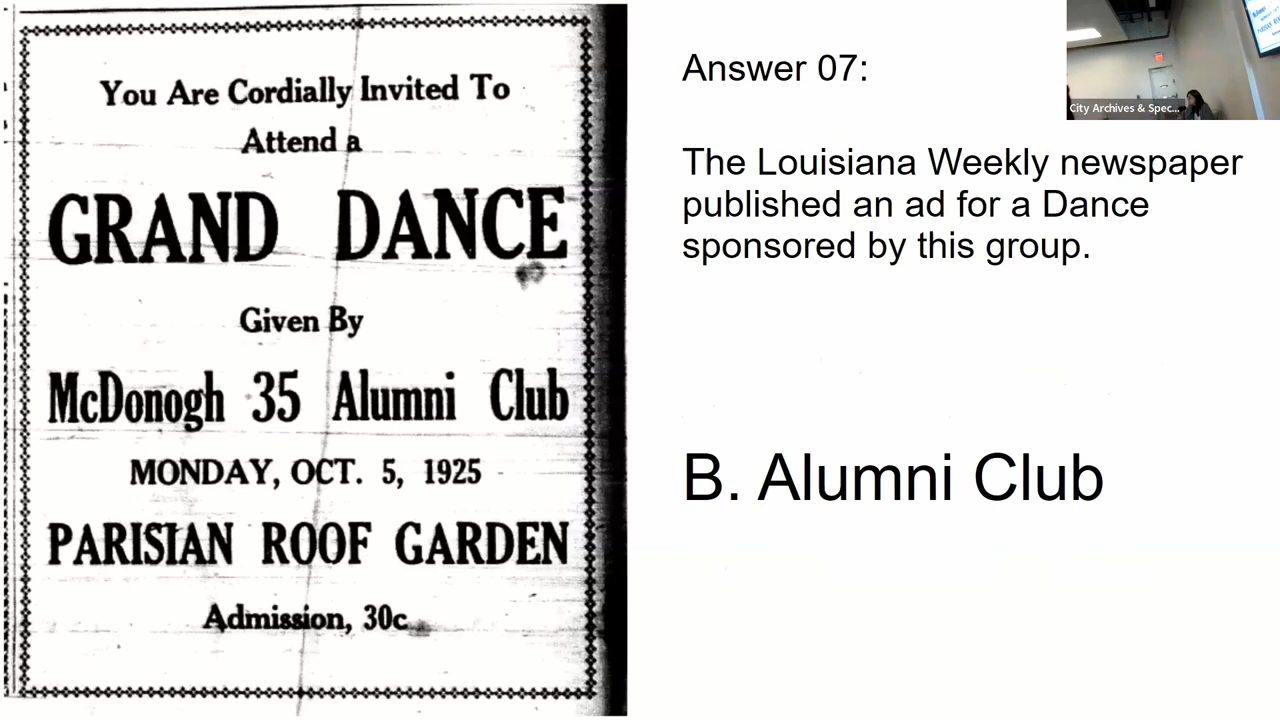 You Are Cordially Invited To
Attend a
GRAND DANCE
Given By
McDonogh 35 Alumni Club
MONDAY, OCT. 5, 1925
PARISIAN ROOF GARDEN
Admission, 30c
Answer 07:
The Louisiana Weekly newspaper
published an ad for a Dance
sponsored by this group.
B. Alumni Club
City Archives & Spec...